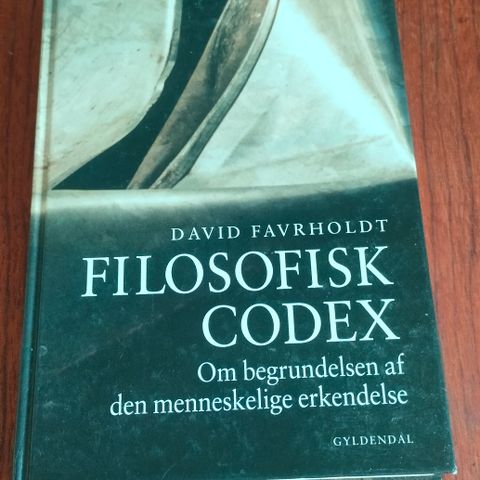 DAVID FAVRHOLDT
FILOSOFISK
CODEX
Om begrundelsen af
den menneskelige erkendelse
GYLDENDAL